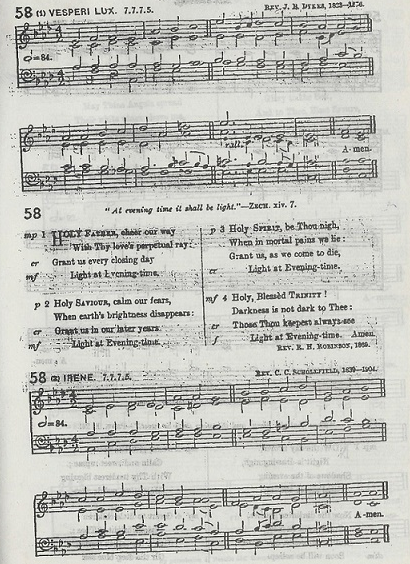 58 (1) VESPERI LUX. 7.7.7.5. REV. J. B. DYKES, 1823–1876.
♩=84.
rall.
A-men.
58
"At evening time it shall be light."—ZECH. xiv. 7.
mp 1 HOLY FATHER, cheer our way
With Thy love's perpetual ray:
cr Grant us every closing day
mf Light at Evening-time.
p 2 Holy SAVIOUR, calm our fears,
When earth's brightness disappears:
cr Grant us in our later years
mf Light at Evening-time.
p 3 Holy SPIRIT, be Thou nigh,
When in mortal pains we lie:
Grant us, as we come to die,
cr Light at Evening-time.
mf 4 Holy, Blessèd TRINITY!
Darkness is not dark to Thee:
cr Those Thou keepest always see
f Light at Evening-time. Amen.
REV. R. H. ROBINSON, 1869.
58 (2) IRENE. 7.7.7.5. REV. C. C. SCHOLEFIELD, 1839–1904.
♩=84.
A-men.